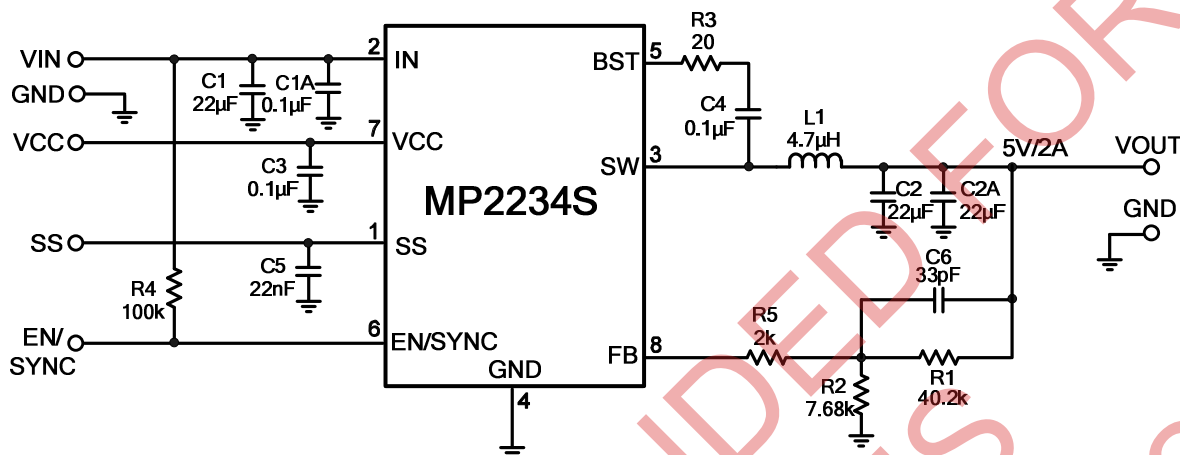 VIN
GND
VCC
SS
EN/
SYNC
R4
100k
C1
22µF
C1A
0.1µF
C3
0.1µF
C5
22nF
2
7
1
6
IN
VCC
SS
EN/SYNC
MP2234S
GND
4
BST
SW
FB
5
3
8
R3
20
C4
0.1µF
L1
4.7µH
5V/2A
VOUT
C2
22µF
C2A
22µF
GND
C6
33pF
R5
2k
R2
7.68k
R1
40.2k
NDED FOR